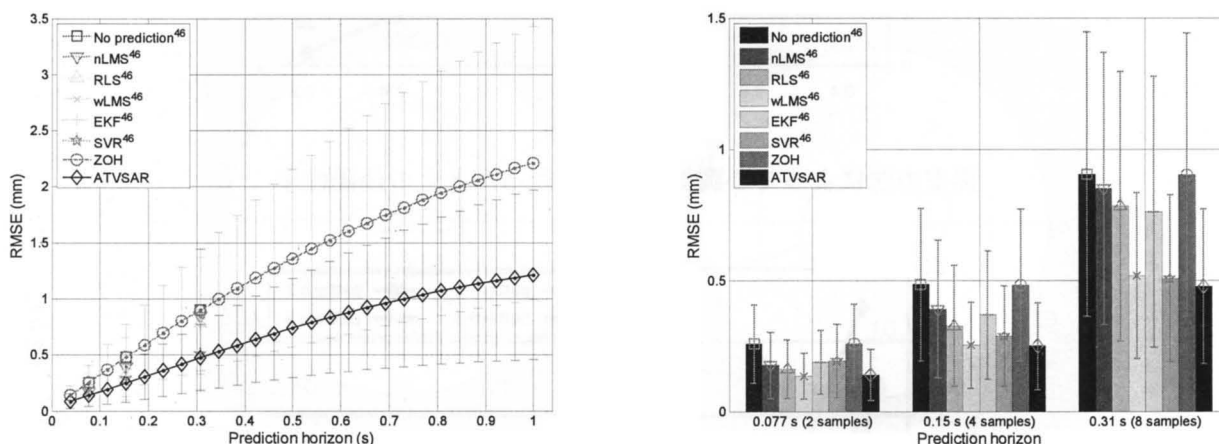 3.5
3
2.5
2
1.5
1
0.5
0
RMSE (mm)
No prediction46
nLMS46
RLS46
wLMS46
EKF46
SVR46
ZOH
ATVSAR
0 0.1 0.2 0.3 0.4 0.5 0.6 0.7 0.8 0.9 1
Prediction horizon (s)
1.5
1
0.5
0
RMSE (mm)
No prediction46
nLMS46
RLS46
wLMS46
EKF46
SVR46
ZOH
ATVSAR
0.077 s (2 samples) 0.15 s (4 samples) 0.31 s (8 samples)
Prediction horizon